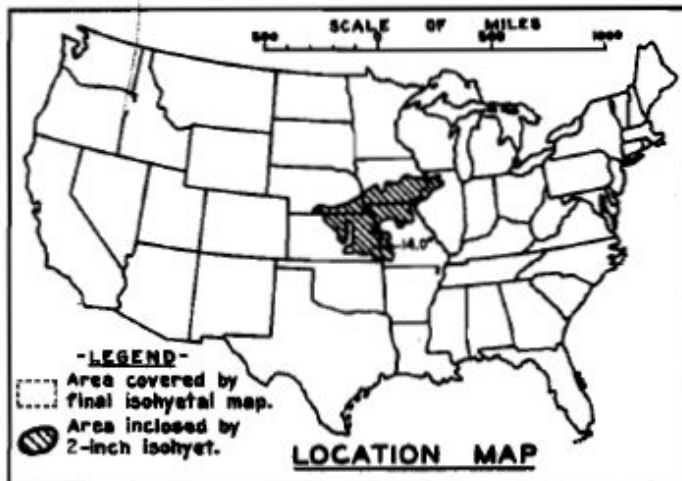 SCALE OF MILES
500 0 500 1000
14.0"
-LEGEND-
Area covered by
final isohyetal map.
Area inclosed by
2-inch isohyet.
LOCATION MAP